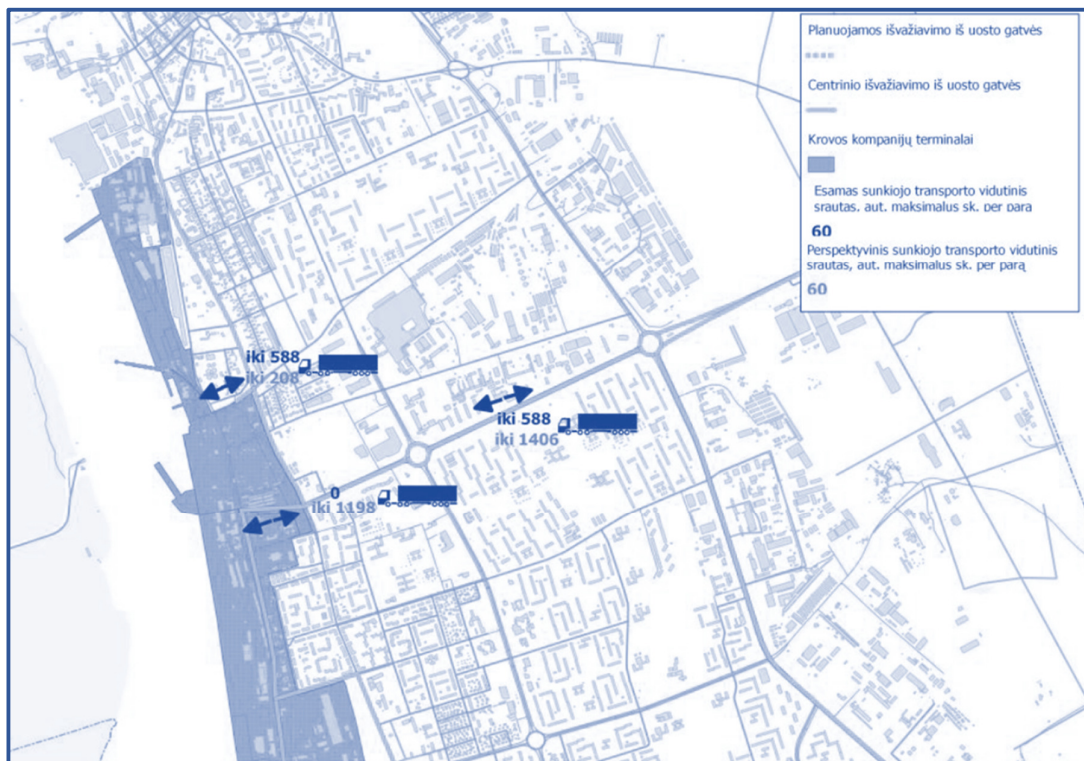 Planuojamos išvažiavimo iš uosto gatvės
Centrinio išvažiavimo iš uosto gatvės
Krovos kompanijų terminalai
Esamas sunkiojo transporto vidutinis
srautas, aut. maksimalus sk. per parą
60
Perspektyvinis sunkiojo transporto vidutinis
srautas, aut. maksimalus sk. per parą
60
iki 588
iki 208
iki 588
iki 1406
0
iki 1198